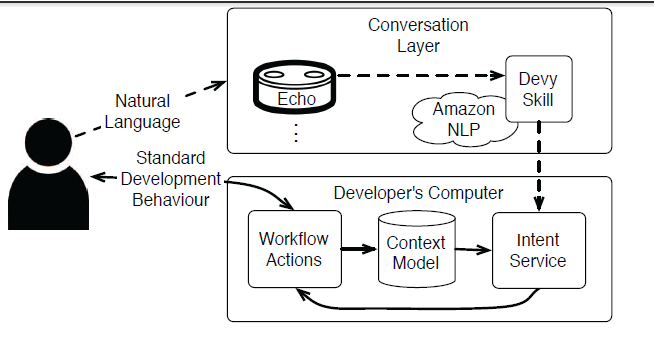 Conversation
Layer
Echo
Devy
Skill
Amazon
NLP
Natural
Language
Standard
Development
Behaviour
Developer's Computer
Workflow
Actions
Context
Model
Intent
Service